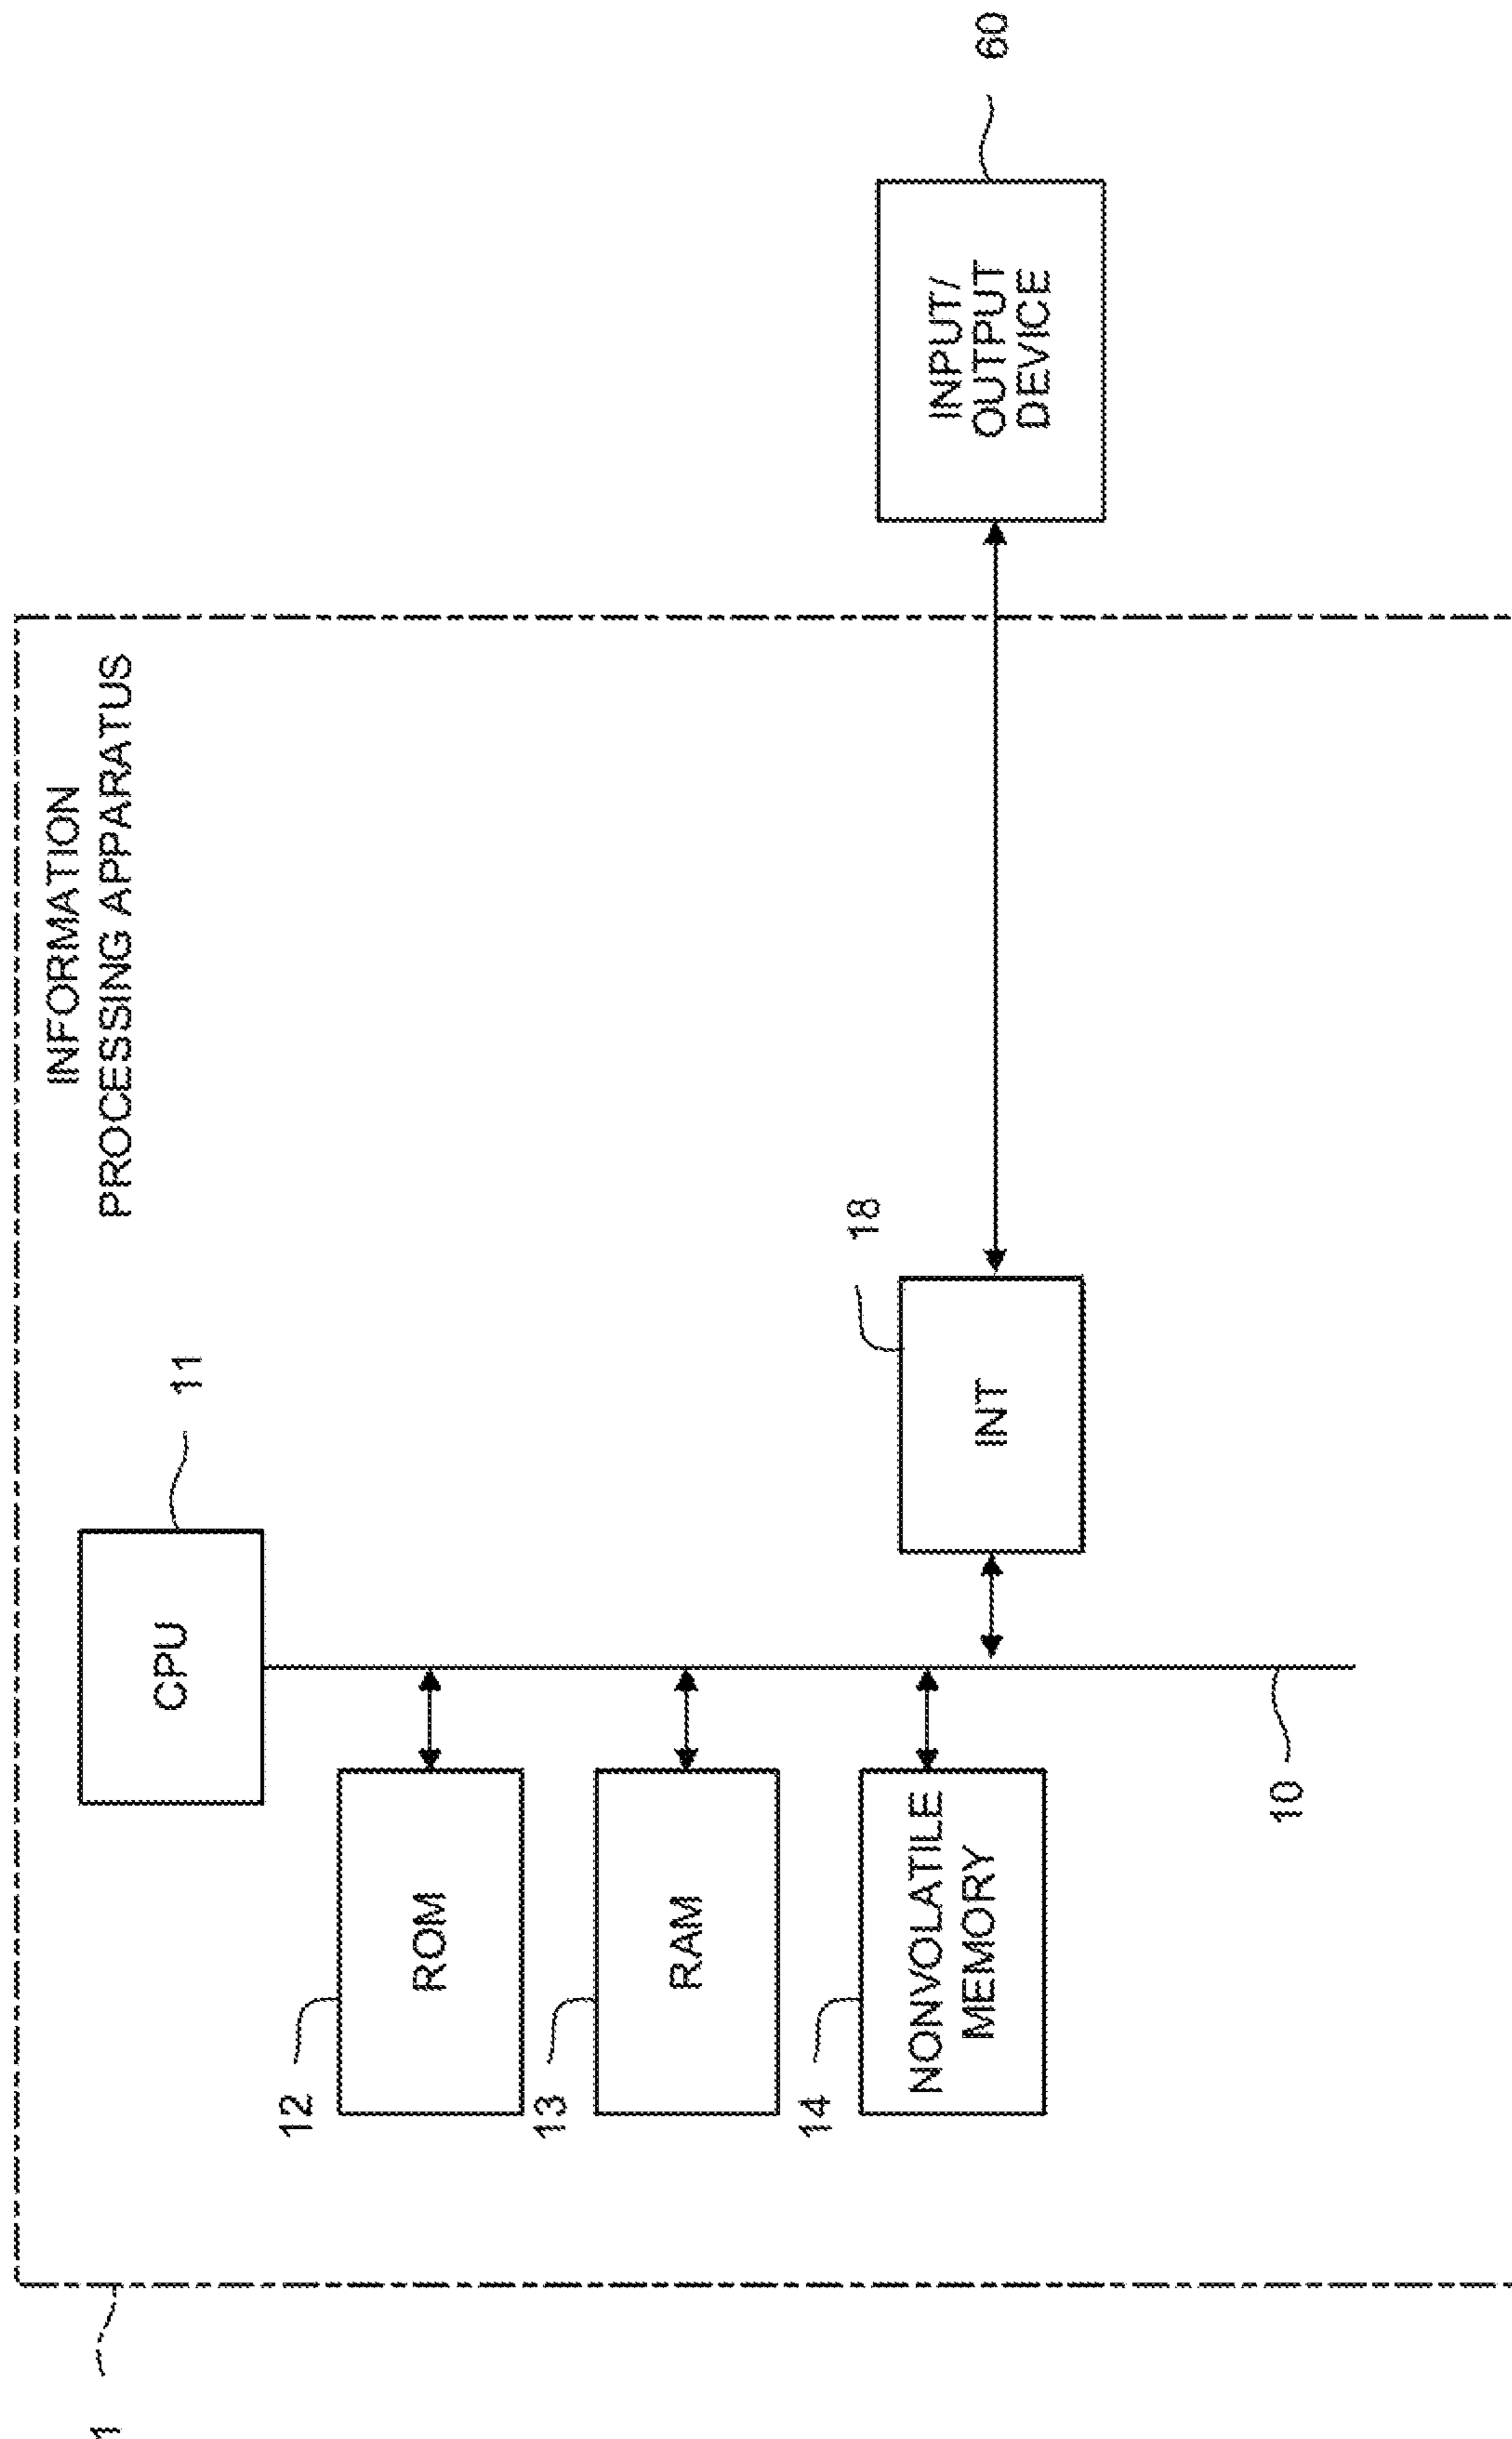 1
INFORMATION
PROCESSING APPARATUS
CPU
11
12
ROM
13
RAM
14
NONVOLATILE
MEMORY
10
18
INT
INPUT/
OUTPUT
DEVICE
60